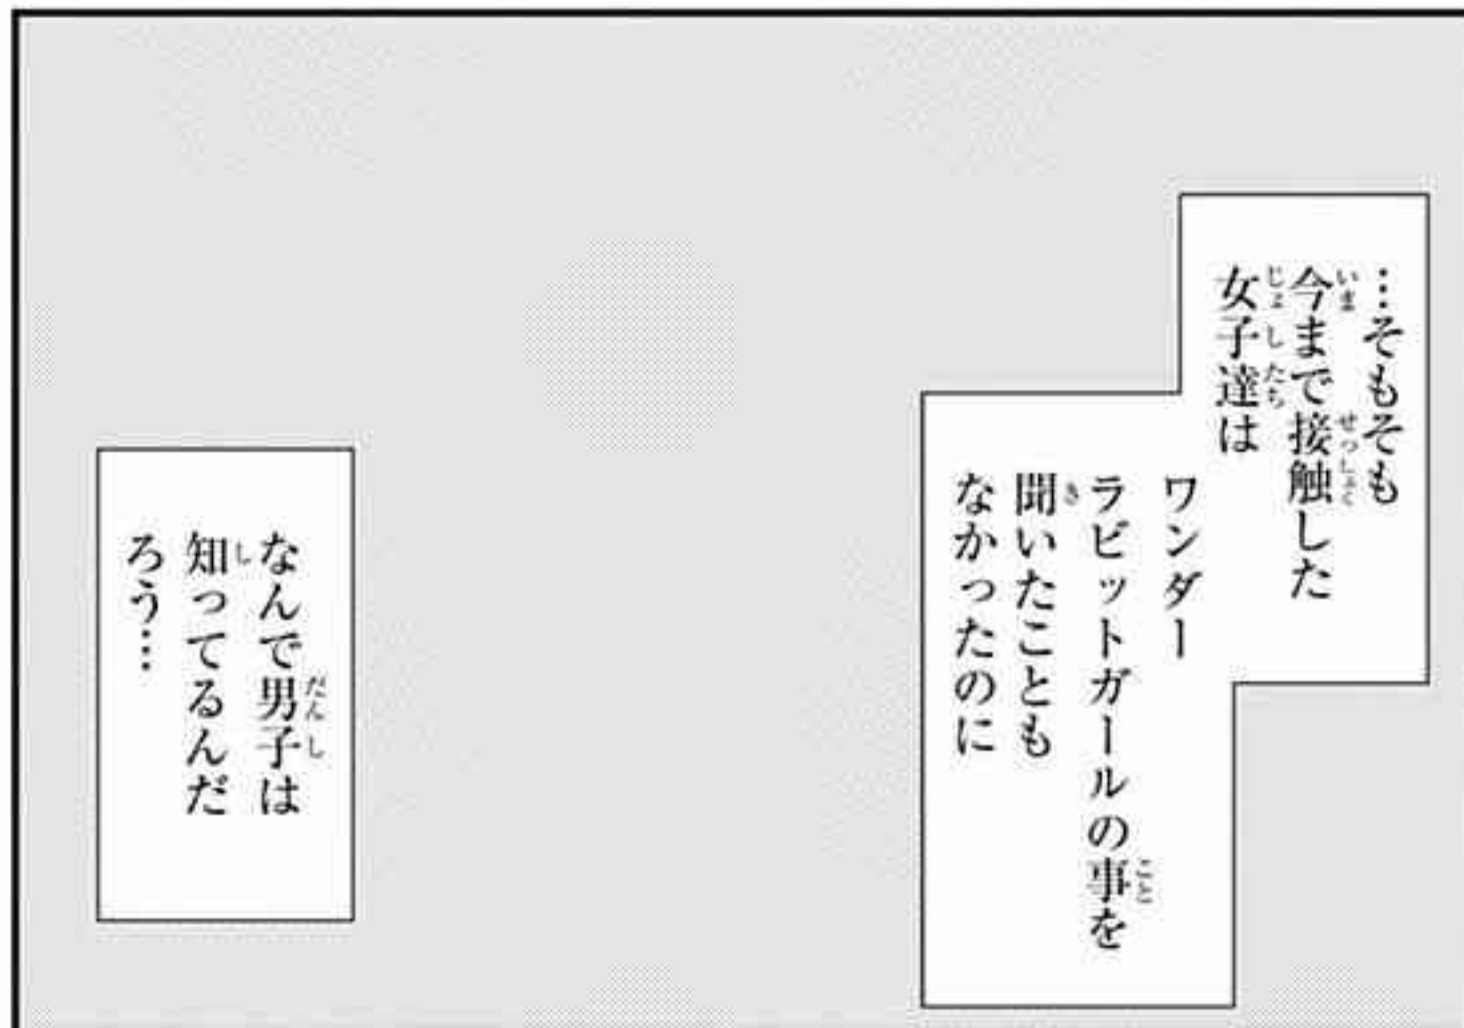 …そもそも
今まで接触した
女子達は
ワンダー
ラビットガールの事を
聞いたことも
なかったのに
なんで男子は
知ってるんだ
ろう…